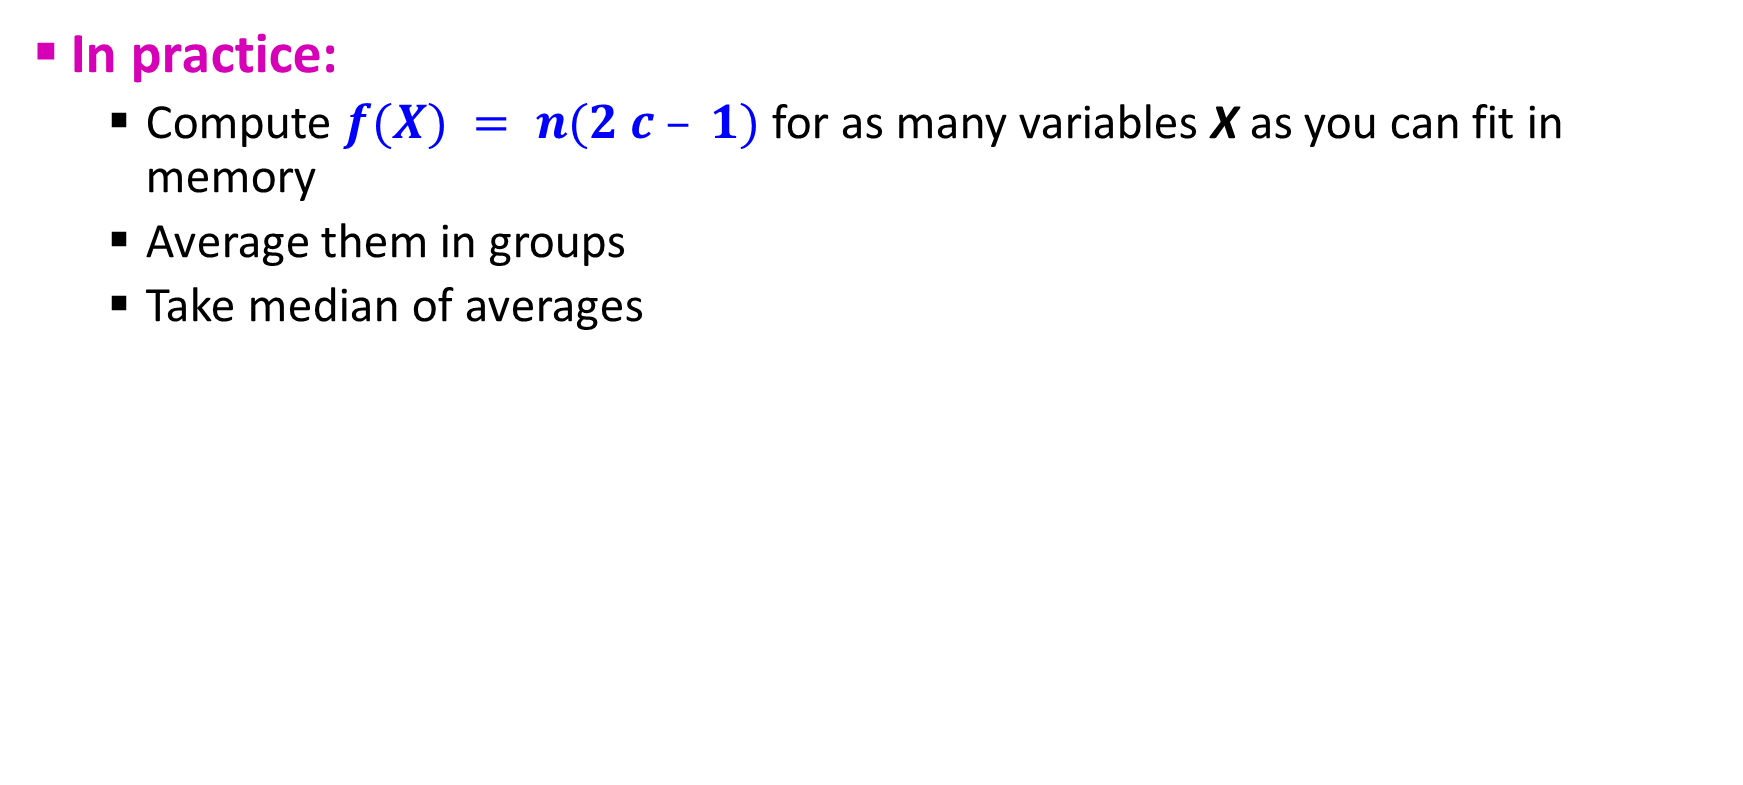 ▪ In practice:
▪ Compute f(X) = n(2 c – 1) for as many variables X as you can fit in
memory
▪ Average them in groups
▪ Take median of averages